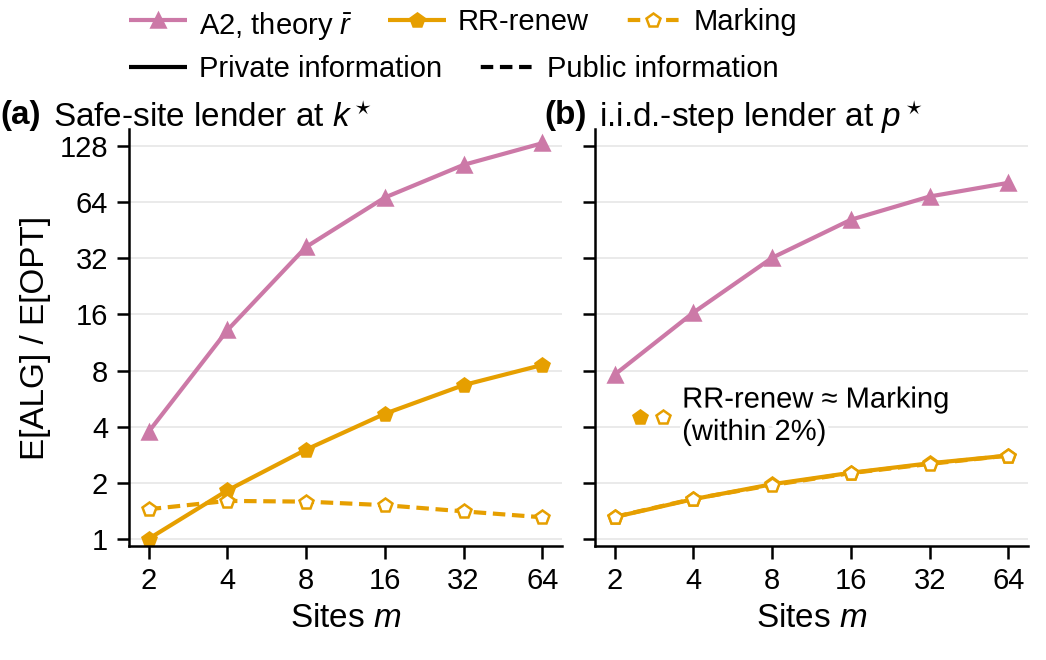 A2, theory r̄ RR-renew Marking
Private information Public information
(a) Safe-site lender at k⋆ (b) i.i.d.-step lender at p⋆
E[ALG] / E[OPT]
128
64
32
16
8
4
2
1
RR-renew ≈ Marking
(within 2%)
2 4 8 16 32 64 2 4 8 16 32 64
Sites m Sites m